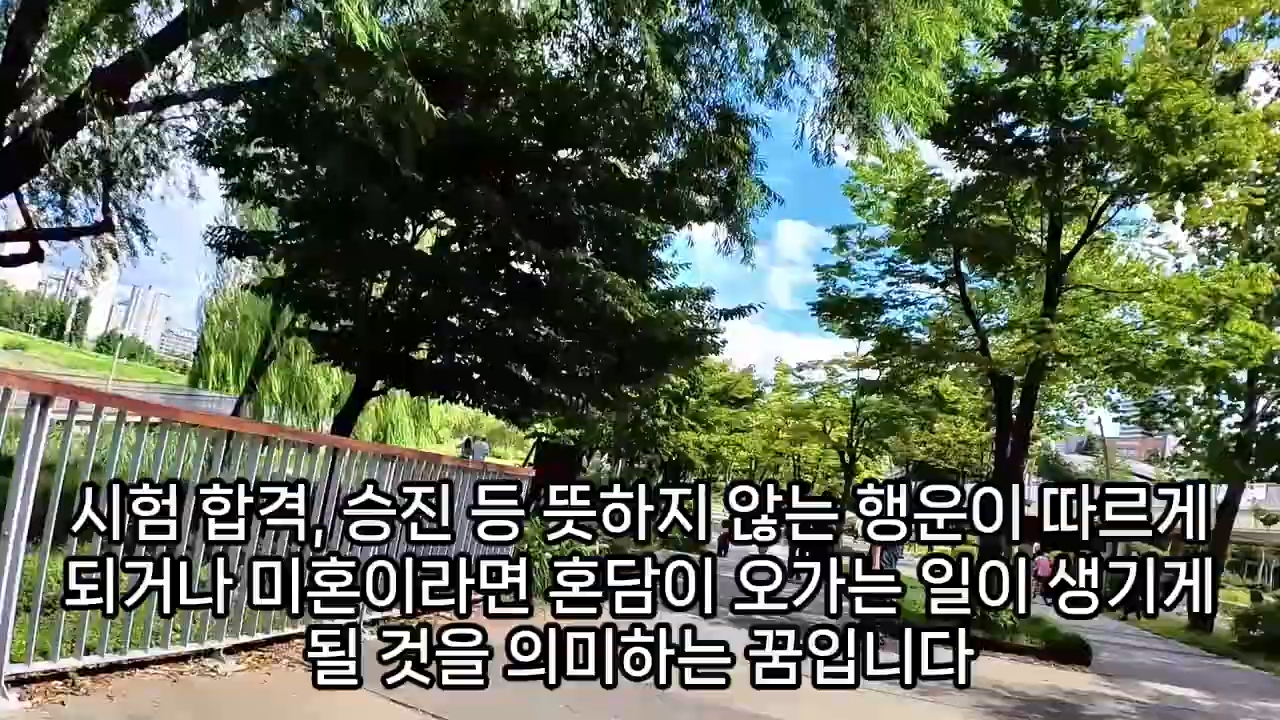 시험 합격, 승진 등 뜻하지 않는 행운이 따르게
되거나 미혼이라면 혼담이 오가는 일이 생기게
될 것을 의미하는 꿈입니다